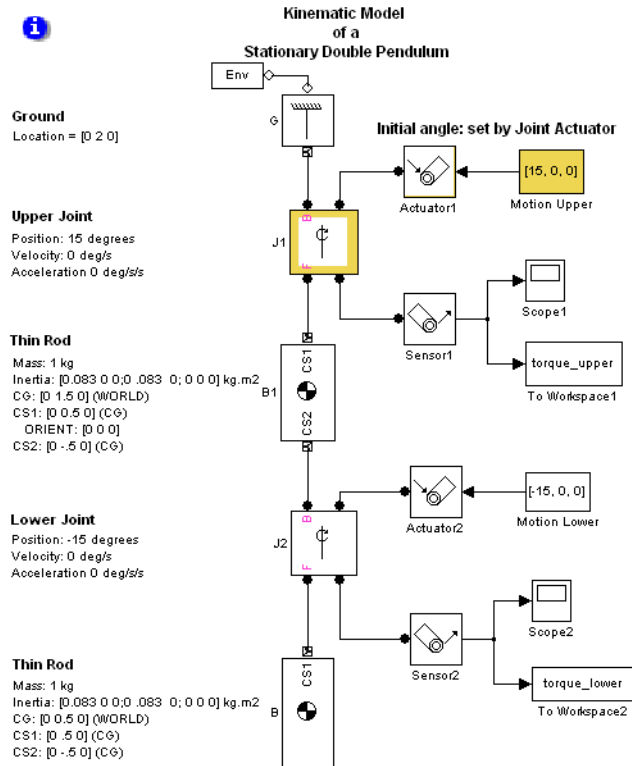 Kinematic Model
of a
Stationary Double Pendulum
i
Env
Ground
Location = [0 2 0]
G
Initial angle: set by Joint Actuator
Actuator1
[15, 0, 0]
Motion Upper
Upper Joint
Position: 15 degrees
Velocity: 0 deg/s
Acceleration 0 deg/s/s
J1
B
F
Sensor1
Scope1
torque_upper
To Workspace1
Thin Rod
Mass: 1 kg
Inertia: [0.083 0 0;0 .083 0; 0 0 0] kg.m2
CG: [0 1.5 0] (WORLD)
CS1: [0 0.5 0] (CG)
ORIENT: [0 0 0]
CS2: [0 -.5 0] (CG)
B1
CS1
CS2
Actuator2
[-15, 0, 0]
Motion Lower
Lower Joint
Position: -15 degrees
Velocity: 0 deg/s
Acceleration 0 deg/s/s
J2
B
F
Sensor2
Scope2
torque_lower
To Workspace2
Thin Rod
Mass: 1 kg
Inertia: [0.083 0 0;0 .083 0; 0 0 0] kg.m2
CG: [0 0.5 0] (WORLD)
CS1: [0 .5 0] (CG)
CS2: [0 -.5 0] (CG)
B
CS1